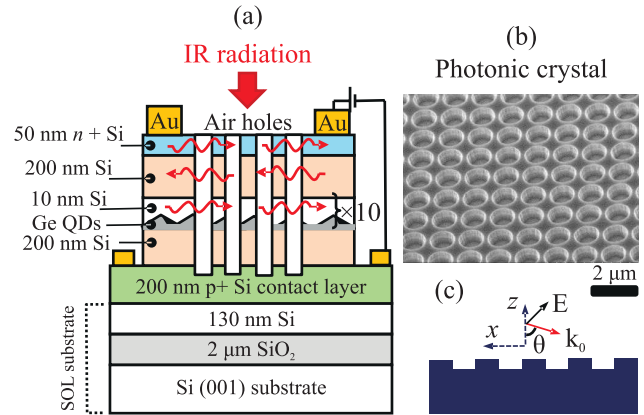 (a)
IR radiation
Au
Air holes
Au
50 nm n + Si
200 nm Si
10 nm Si
×10
Ge QDs
200 nm Si
200 nm p+ Si contact layer
130 nm Si
2 μm SiO₂
Si (001) substrate
SOL substrate
(b)
Photonic crystal
2 μm
(c)
z
E
x
θ
k₀